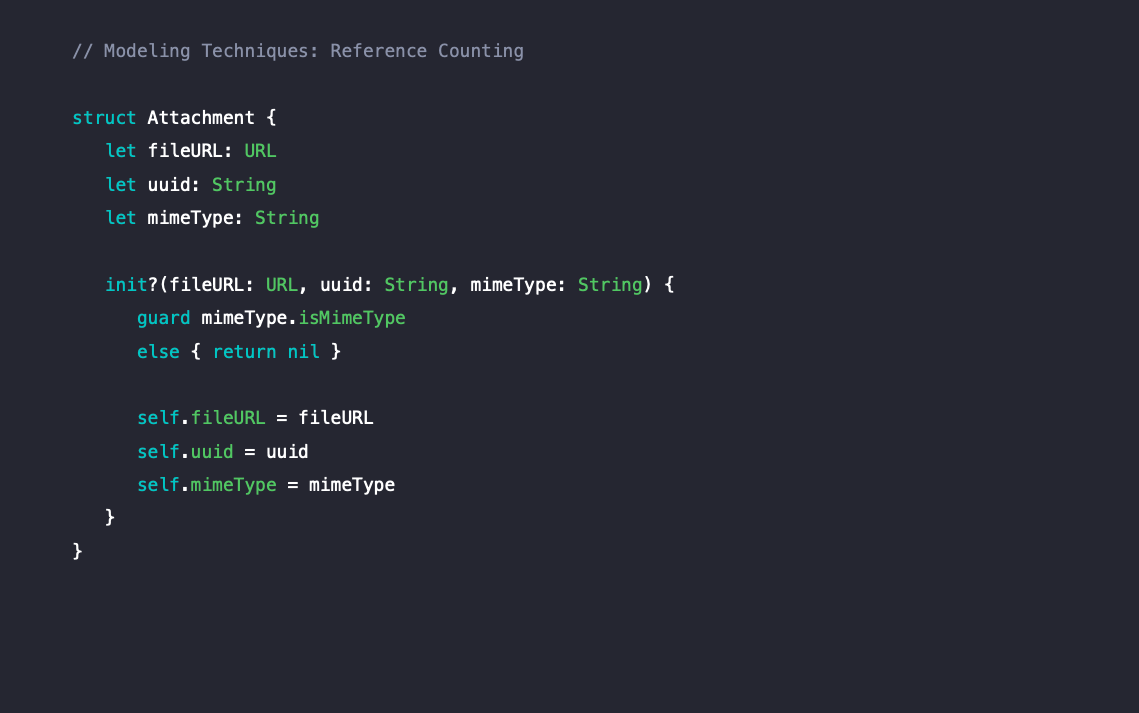 // Modeling Techniques: Reference Counting
struct Attachment {
let fileURL: URL
let uuid: String
let mimeType: String
init?(fileURL: URL, uuid: String, mimeType: String) {
guard mimeType.isMimeType
else { return nil }
self.fileURL = fileURL
self.uuid = uuid
self.mimeType = mimeType
}
}